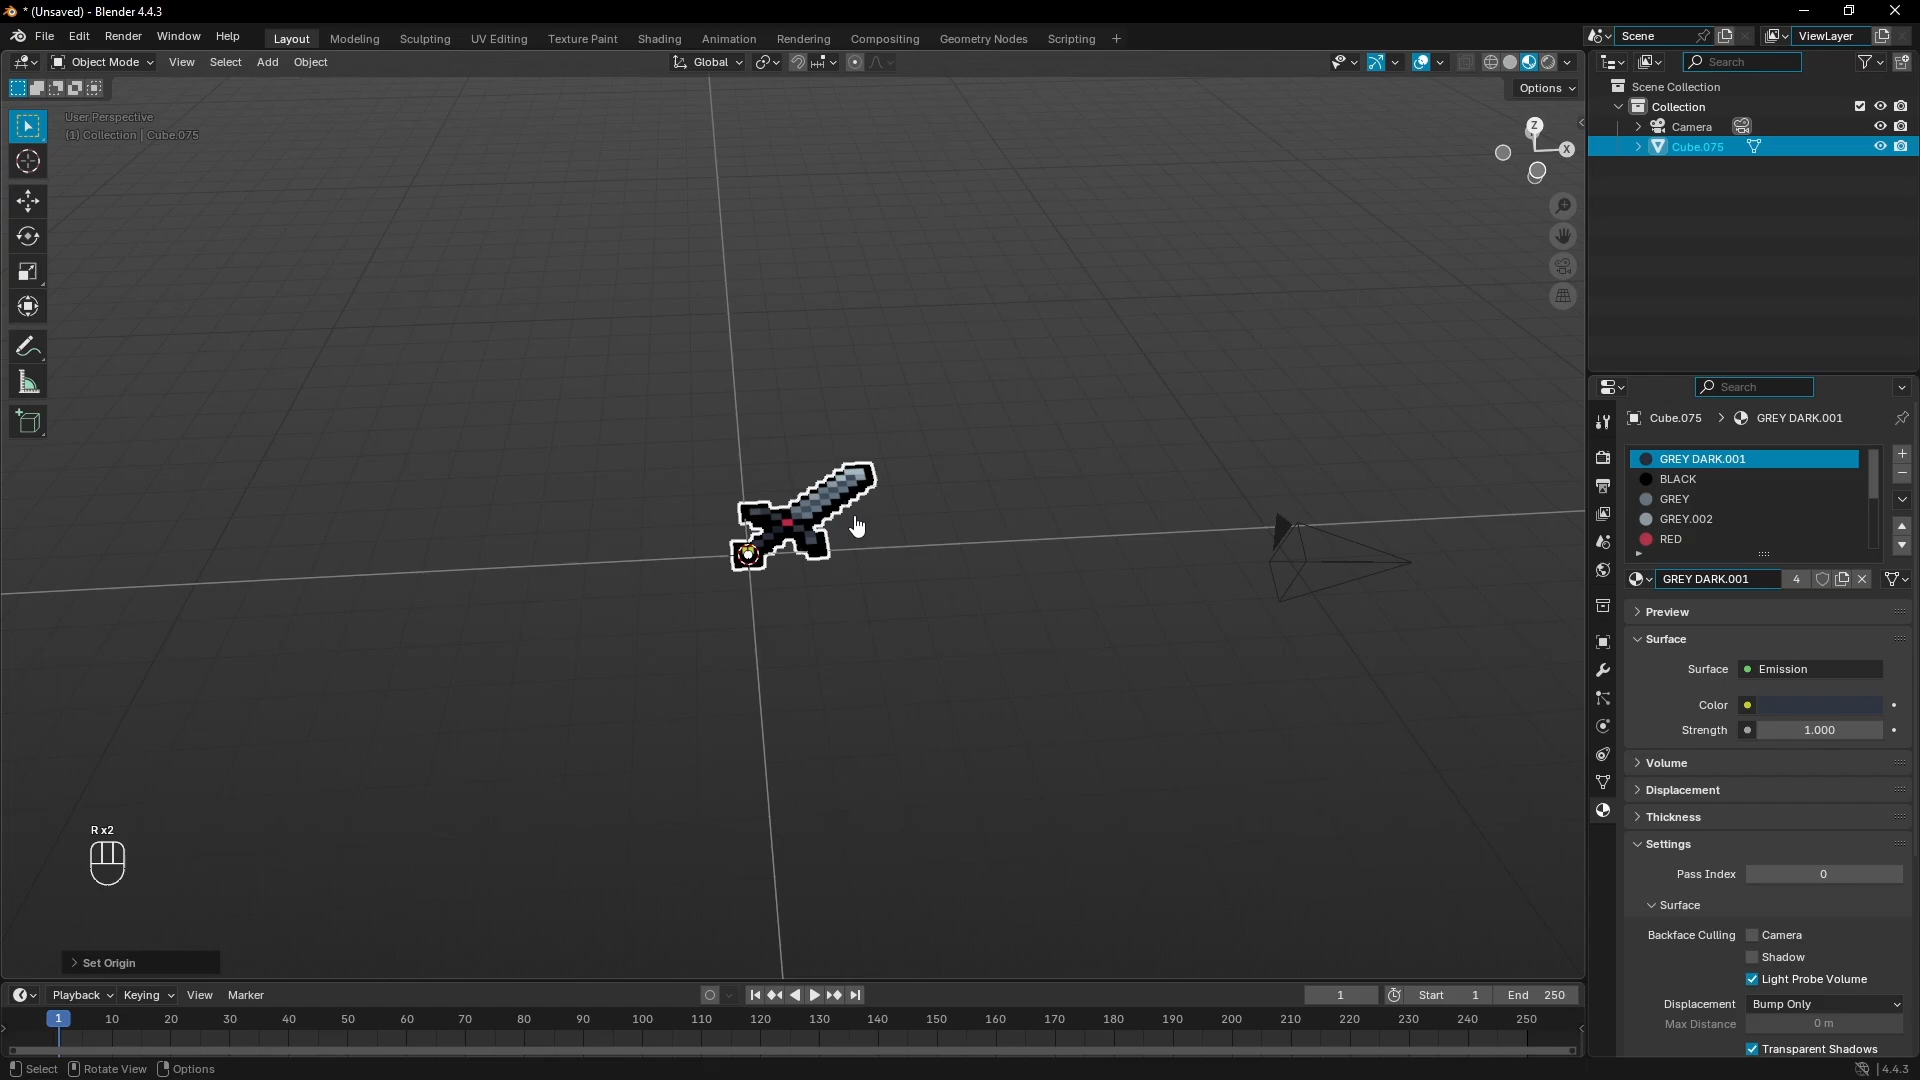 * (Unsaved) - Blender 4.4.3
File Edit Render Window Help
Layout Modeling Sculpting UV Editing Texture Paint Shading Animation Rendering Compositing Geometry Nodes Scripting +
Scene
ViewLayer
Object Mode View Select Add Object
Global
Options
User Perspective
(1) Collection | Cube.075
Z
X
R x2
Set Origin
Search
Scene Collection
Collection
Camera
Cube.075
Search
Cube.075 > GREY DARK.001
GREY DARK.001
BLACK
GREY
GREY.002
RED
GREY DARK.001 4
Preview
Surface
Surface Emission
Color
Strength 1.000
Volume
Displacement
Thickness
Settings
Pass Index 0
Surface
Backface Culling Camera
Shadow
Light Probe Volume
Displacement Bump Only
Max Distance 0 m
Transparent Shadows
Playback Keying View Marker
1 Start 1 End 250
1 10 20 30 40 50 60 70 80 90 100 110 120 130 140 150 160 170 180 190 200 210 220 230 240 250
Select Rotate View Options
4.4.3